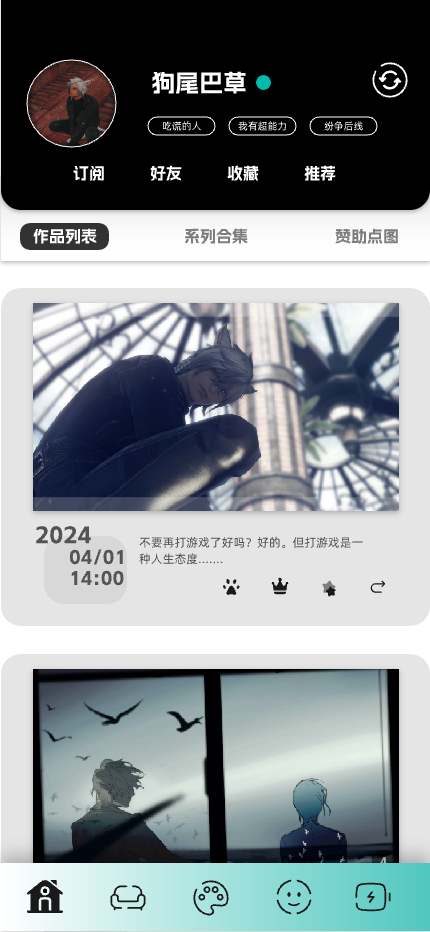 狗尾巴草
吃谎的人
我有超能力
纷争后线
订阅
好友
收藏
推荐
作品列表
系列合集
赞助点图
2024
04/01
14:00
不要再打游戏了好吗？好的。但打游戏是一
种人生态度.......